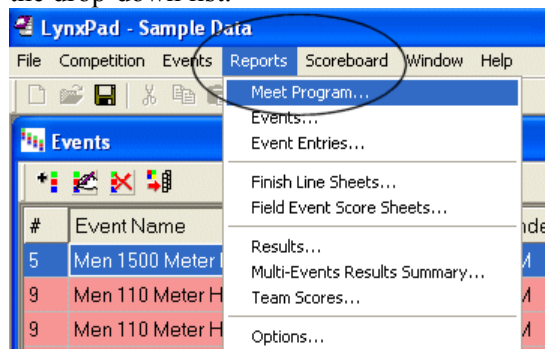 the drop-down list.
LynxPad - Sample Data
File Competition Events Reports Scoreboard Window Help
Meet Program...
Events...
Event Entries...
Finish Line Sheets...
Field Event Score Sheets...
Results...
Multi-Events Results Summary...
Team Scores...
Options...
Events
# Event Name
5 Men 1500 Meter
9 Men 110 Meter H
9 Men 110 Meter H